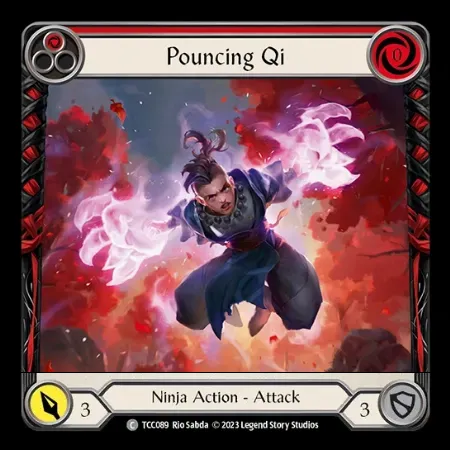 Pouncing Qi
0
Ninja Action - Attack
3
3
C TCC089 Rio Sabda © 2023 Legend Story Studios